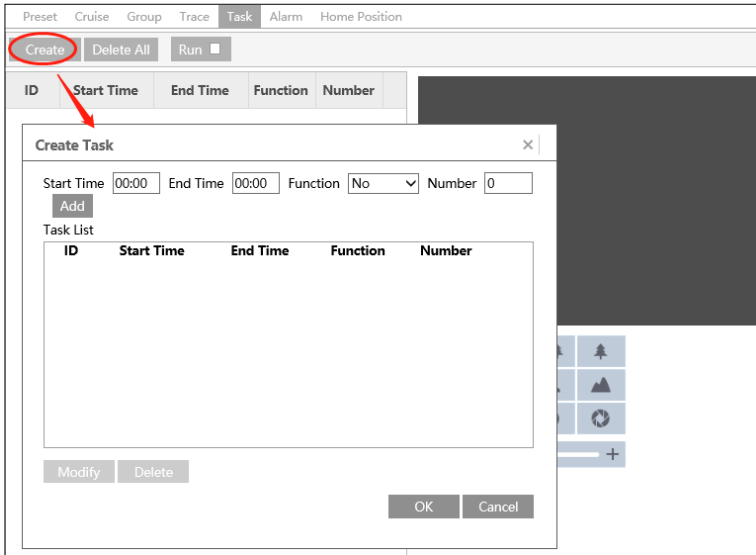 Preset Cruise Group Trace Task Alarm Home Position
Create Delete All Run
ID Start Time End Time Function Number
Create Task
Start Time 00:00 End Time 00:00 Function No Number 0
Add
Task List
ID Start Time End Time Function Number
Modify Delete
OK Cancel